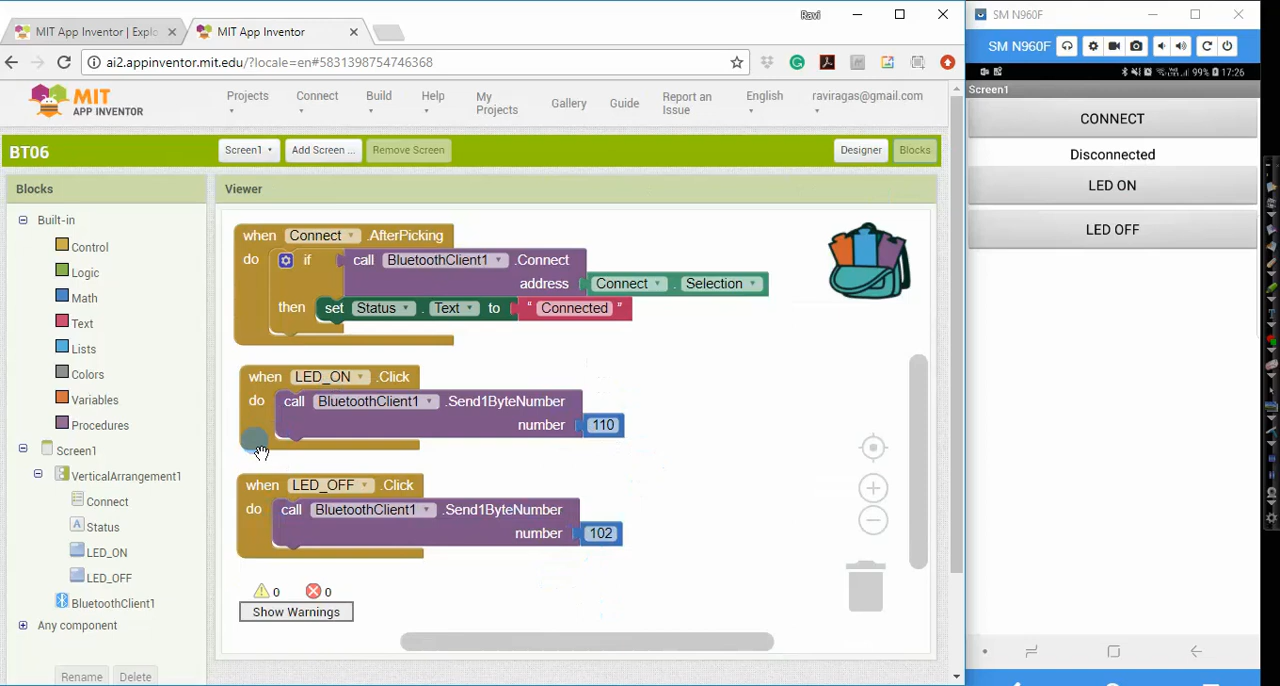 MIT App Inventor | Explo
MIT App Inventor
Ravi
ai2.appinventor.mit.edu/?locale=en#5831398754746368
MIT
APP INVENTOR
Projects
Connect
Build
Help
My Projects
Gallery
Guide
Report an Issue
English
raviragas@gmail.com
BT06
Screen1
Add Screen ...
Remove Screen
Designer
Blocks
Blocks
Built-in
Control
Logic
Math
Text
Lists
Colors
Variables
Procedures
Screen1
VerticalArrangement1
Connect
Status
LED_ON
LED_OFF
BluetoothClient1
Any component
Rename
Delete
Viewer
when Connect .AfterPicking
do if call BluetoothClient1 .Connect
address Connect . Selection
then set Status . Text to " Connected "
when LED_ON .Click
do call BluetoothClient1 .Send1ByteNumber
number 110
when LED_OFF .Click
do call BluetoothClient1 .Send1ByteNumber
number 102
0 0
Show Warnings
SM N960F
SM N960F
99% 17:26
Screen1
CONNECT
Disconnected
LED ON
LED OFF